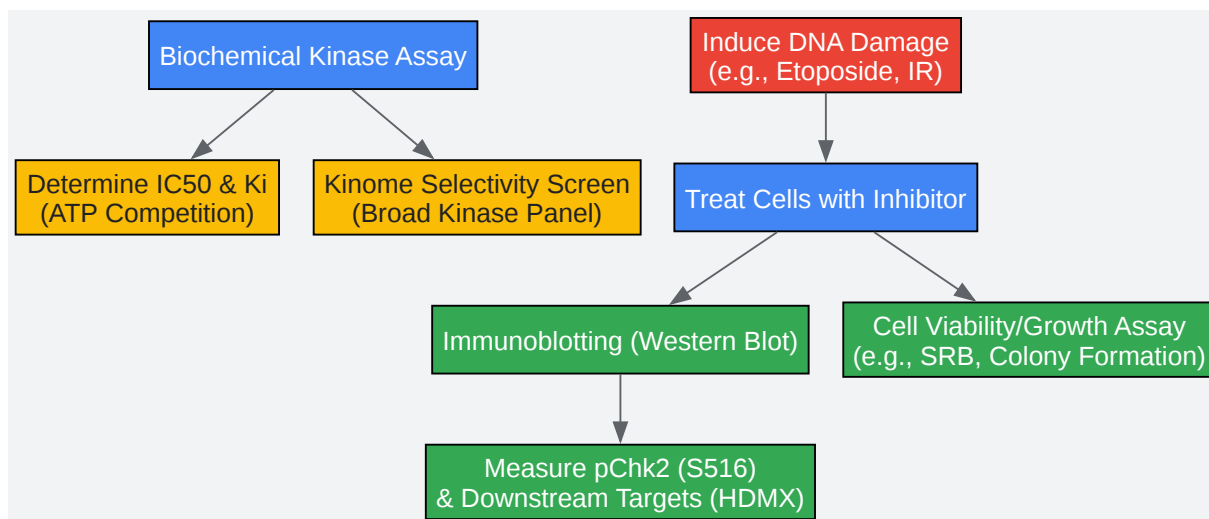 Biochemical Kinase Assay
Induce DNA Damage
(e.g., Etoposide, IR)
Determine IC50 & Ki
(ATP Competition)
Kinome Selectivity Screen
(Broad Kinase Panel)
Treat Cells with Inhibitor
Immunoblotting (Western Blot)
Cell Viability/Growth Assay
(e.g., SRB, Colony Formation)
Measure pChk2 (S516)
& Downstream Targets (HDMX)